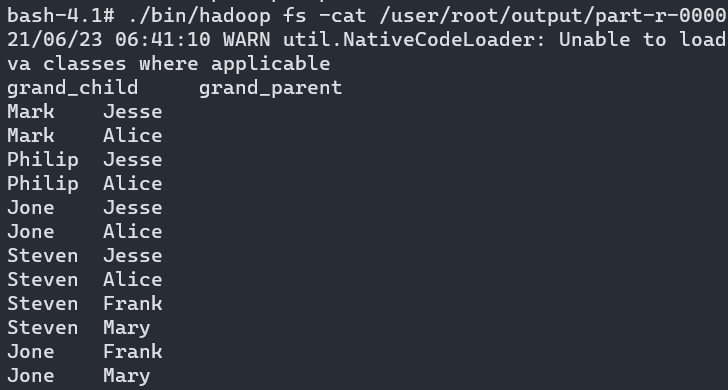 bash-4.1# ./bin/hadoop fs -cat /user/root/output/part-r-0000
21/06/23 06:41:10 WARN util.NativeCodeLoader: Unable to load
va classes where applicable
grand_child     grand_parent
Mark    Jesse
Mark    Alice
Philip  Jesse
Philip  Alice
Jone    Jesse
Jone    Alice
Steven  Jesse
Steven  Alice
Steven  Frank
Steven  Mary
Jone    Frank
Jone    Mary